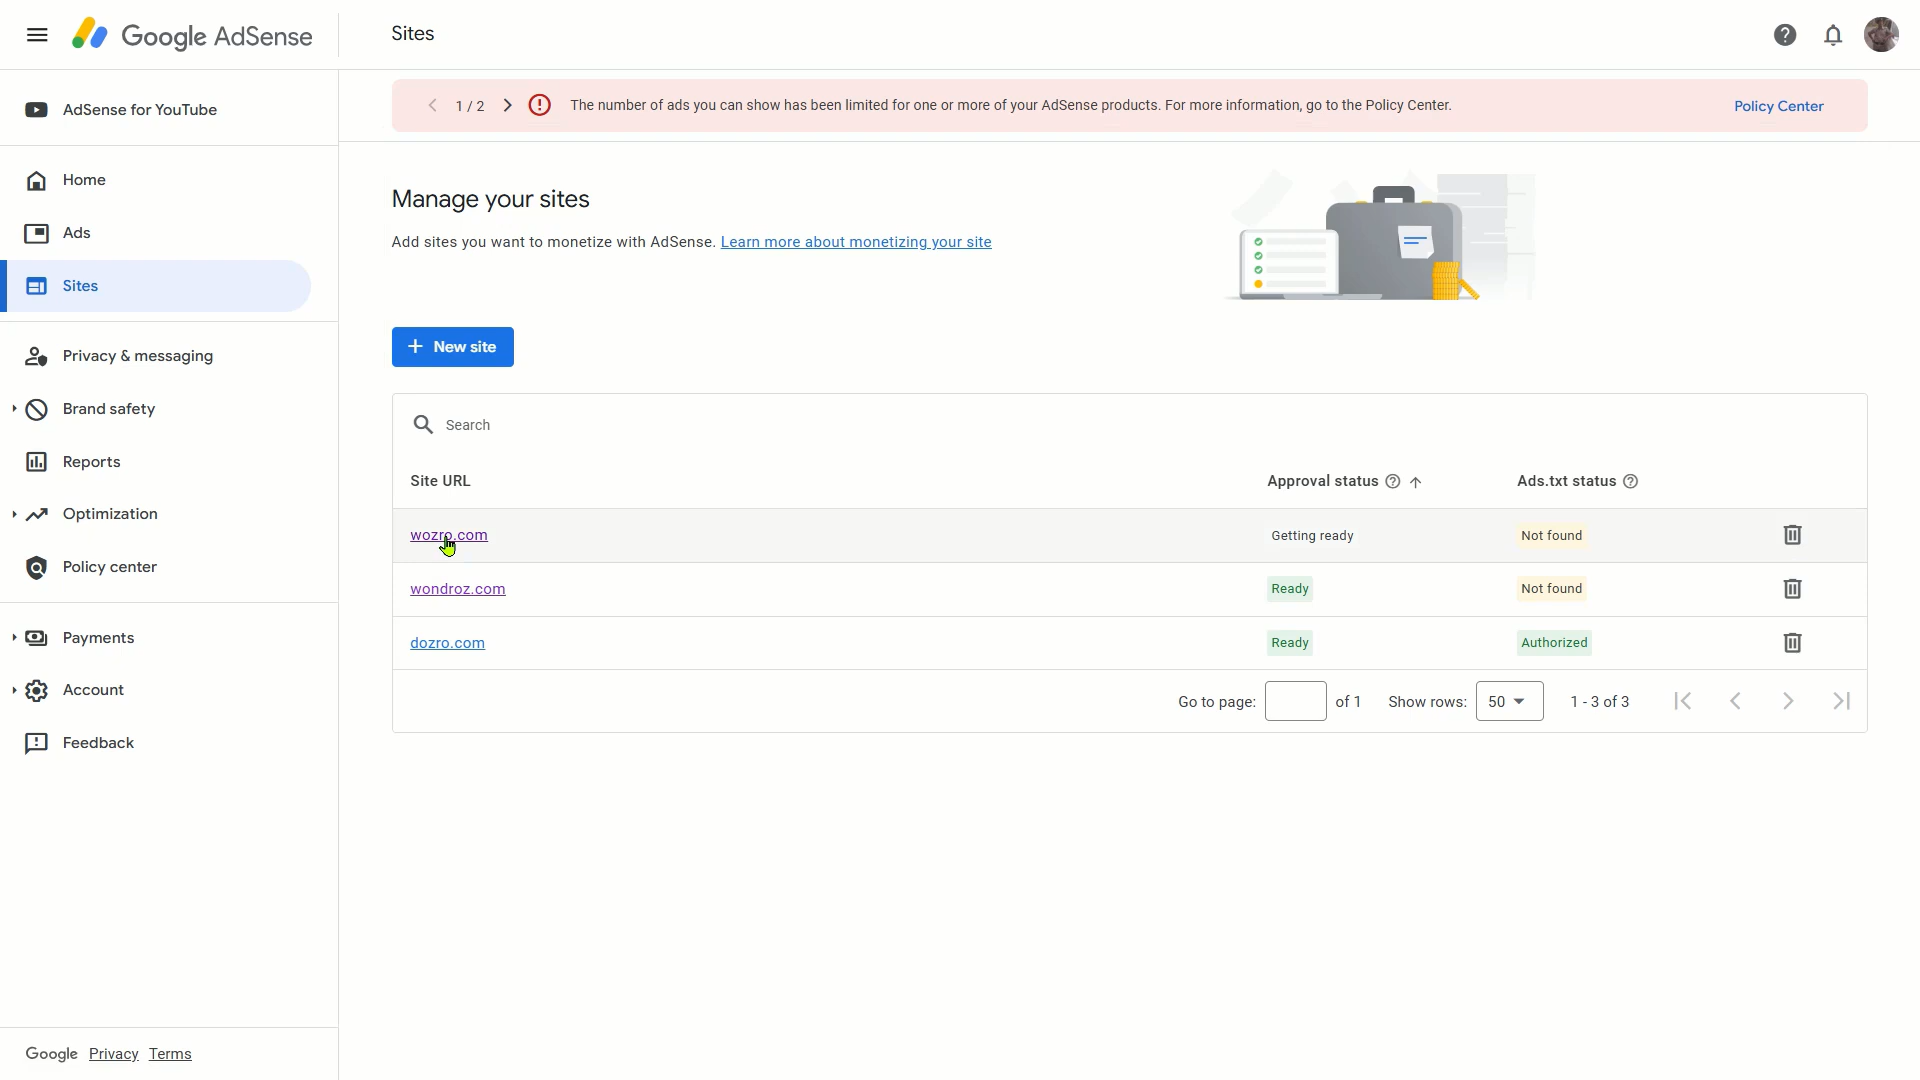 Google AdSense
Sites
AdSense for YouTube
1 / 2
The number of ads you can show has been limited for one or more of your AdSense products. For more information, go to the Policy Center.
Policy Center
Home
Ads
Sites
Privacy & messaging
Brand safety
Reports
Optimization
Policy center
Payments
Account
Feedback
Manage your sites
Add sites you want to monetize with AdSense. Learn more about monetizing your site
New site
Search
Site URL Approval status Ads.txt status
wozro.com Getting ready Not found
wondroz.com Ready Not found
dozro.com Ready Authorized
Go to page: of 1 Show rows: 50 1 - 3 of 3
Google Privacy Terms